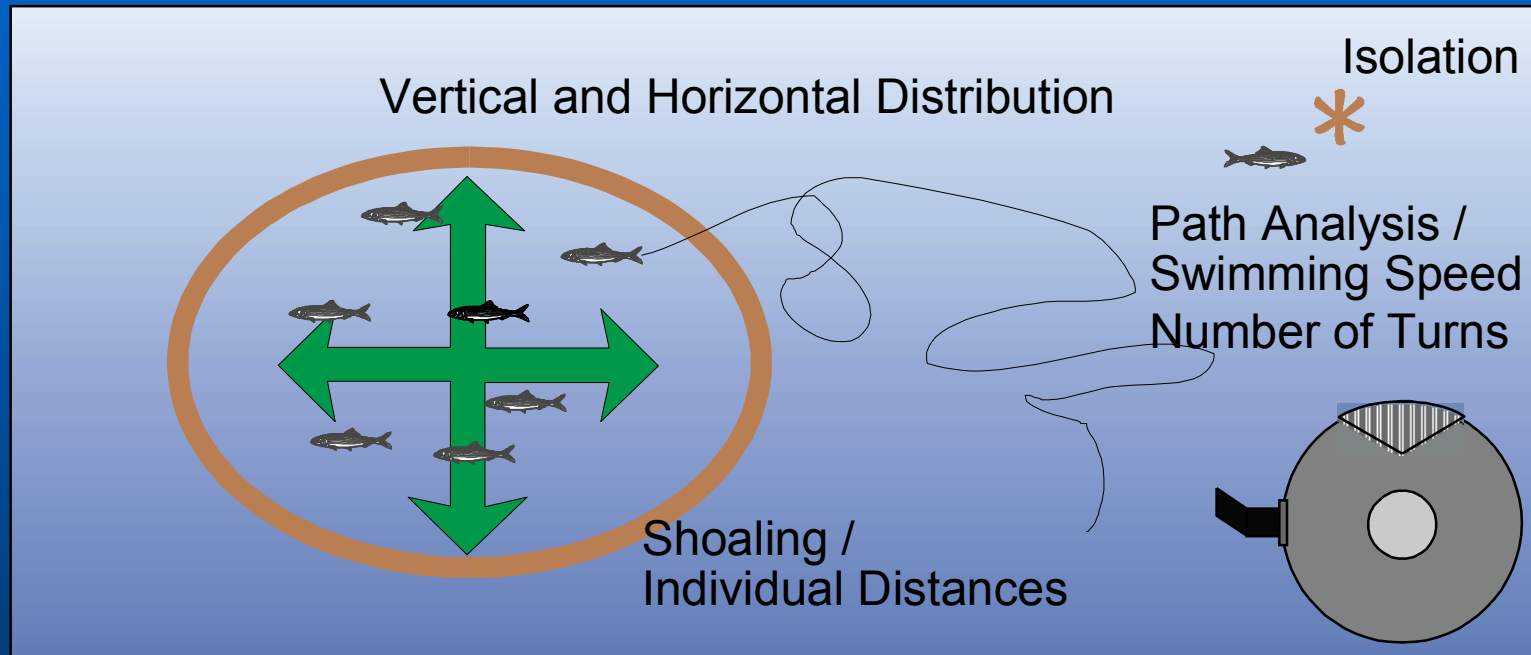 Isolation
Vertical and Horizontal Distribution
Path Analysis /
Swimming Speed
Number of Turns
Shoaling /
Individual Distances